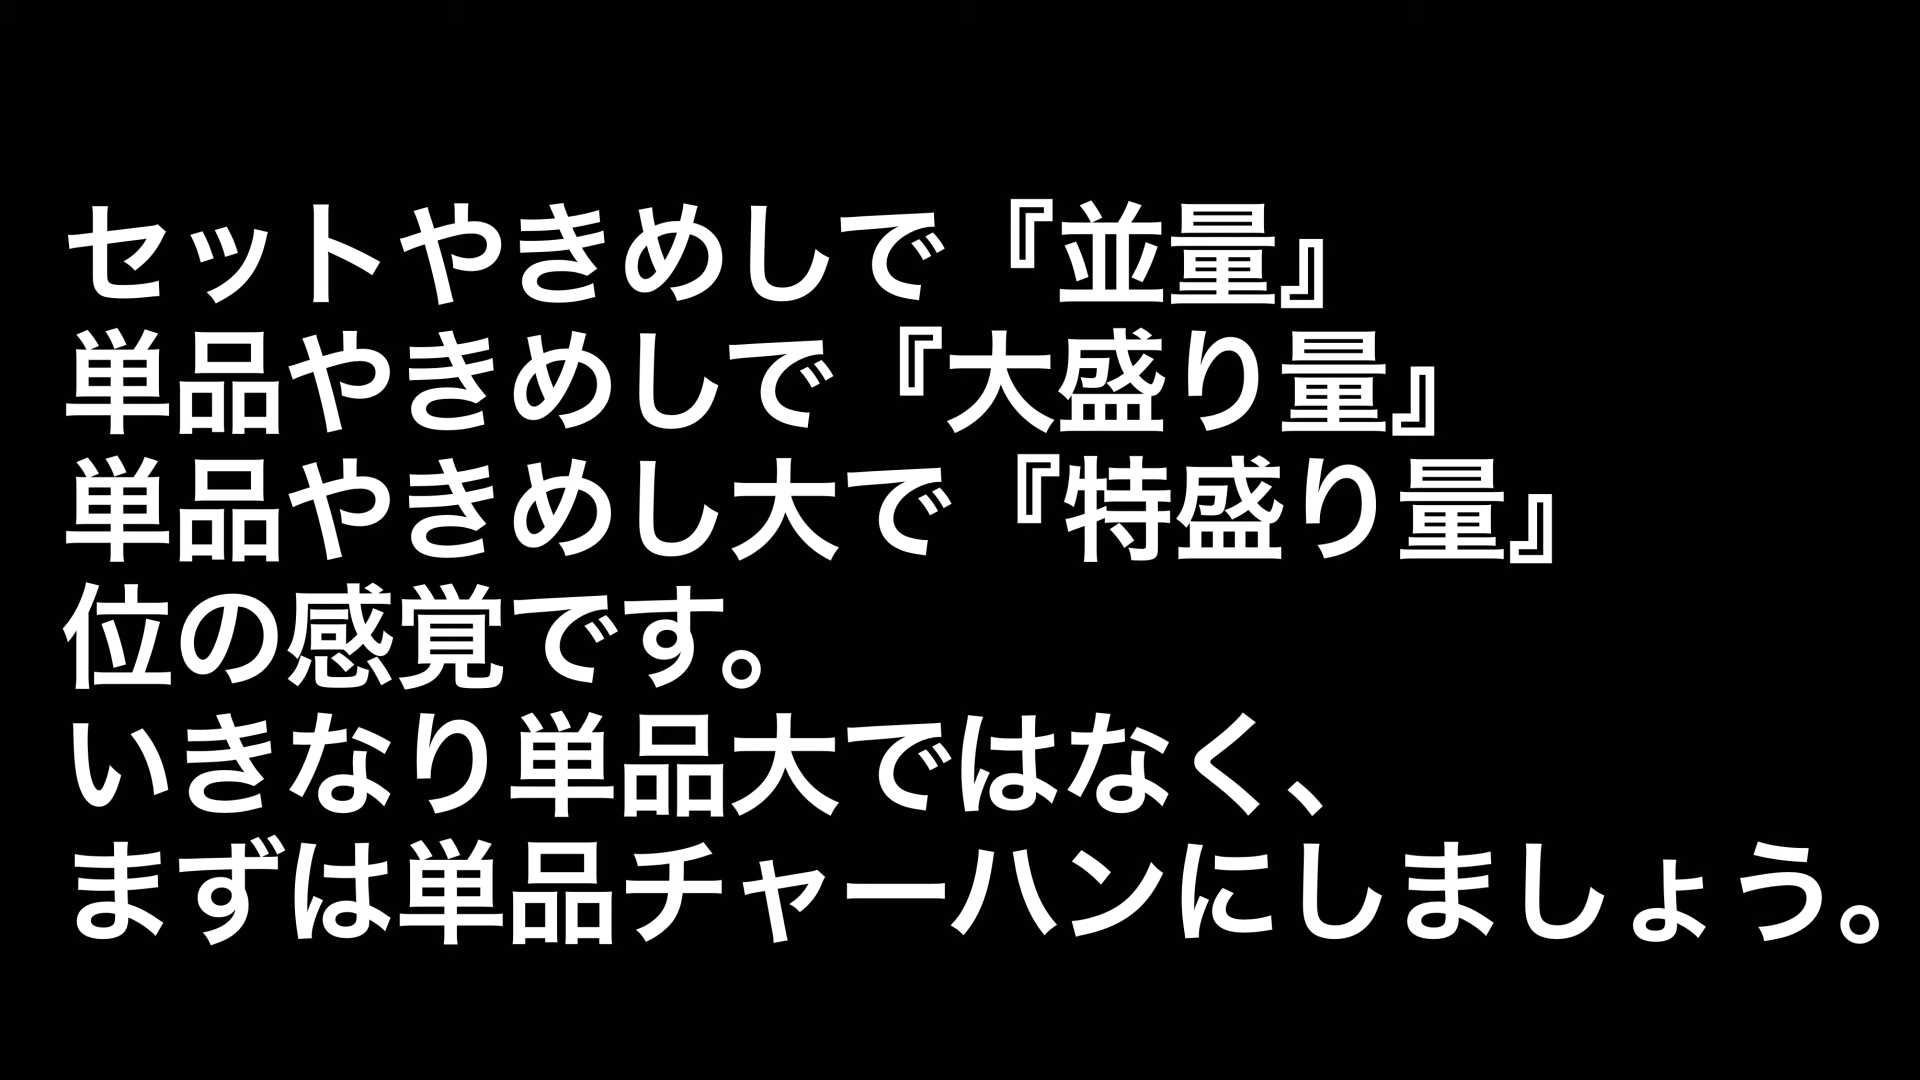 セットやきめしで『並量』
単品やきめしで『大盛り量』
単品やきめし大で『特盛り量』
位の感覚です。
いきなり単品大ではなく、
まずは単品チャーハンにしましょう。